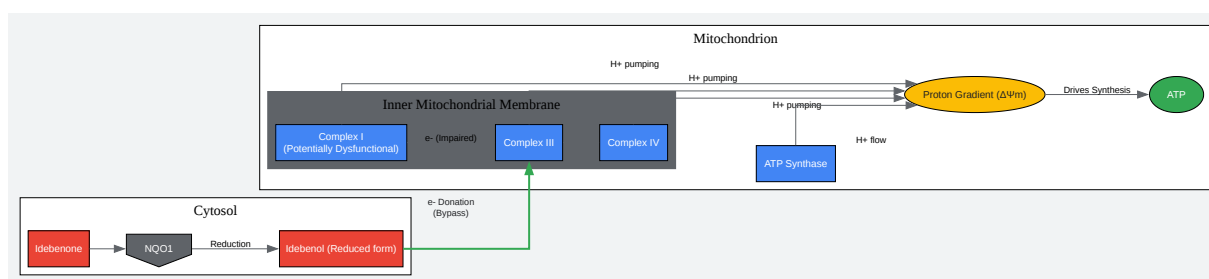 Mitochondrion
H+ pumping
H+ pumping
H+ pumping
Inner Mitochondrial Membrane
Proton Gradient (ΔΨm)
Drives Synthesis
ATP
Complex I
(Potentially Dysfunctional)
e- (Impaired)
Complex III
Complex IV
H+ flow
ATP Synthase
e- Donation
(Bypass)
Cytosol
Idebenone
NQO1
Reduction
Idebenol (Reduced form)